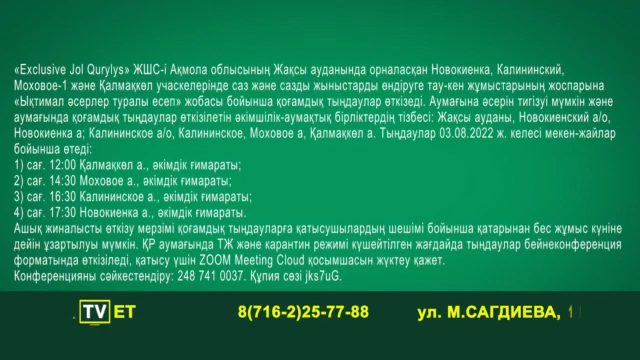 «Exclusive Jol Qurylys» ЖШС-і Ақмола облысының Жақсы ауданында орналасқан Новокиенка, Калининский,
Моховое-1 және Қалмақкөл учаскелерінде саз және сазды жыныстарды өндіруге тау-кен жұмыстарының жоспарына
«Ықтимал әсерлер туралы есеп» жобасы бойынша қоғамдық тыңдаулар өткізеді. Аумағына әсерін тигізуі мүмкін және
аумағында қоғамдық тыңдаулар өткізілетін әкімшілік-аумақтық бірліктердің тізбесі: Жақсы ауданы, Новокиенский а/о,
Новокиенка а; Калининское а/о, Калининское, Моховое а, Қалмақкөл а. Тыңдаулар 03.08.2022 ж. келесі мекен-жайлар
бойынша өтеді:
1) сағ. 12:00 Қалмақкөл а., әкімдік ғимараты;
2) сағ. 14:30 Моховое а., әкімдік ғимараты;
3) сағ. 16:30 Калининское а., әкімдік ғимараты;
4) сағ. 17:30 Новокиенка а., әкімдік ғимараты.
Ашық жиналысты өткізу мерзімі қоғамдық тыңдауларға қатысушылардың шешімі бойынша қатарынан бес жұмыс күніне
дейін ұзартылуы мүмкін. ҚР аумағында ТЖ және карантин режимі күшейтілген жағдайда тыңдаулар бейнеконференция
форматында өткізіледі, қатысу үшін ZOOM Meeting Cloud қосымшасын жүктеу қажет.
Конференцияны сәйкестендіру: 248 741 0037. Құпия сөзі jks7uG.
TV ET 8(716-2)25-77-88 ул. М.САГДИЕВА,